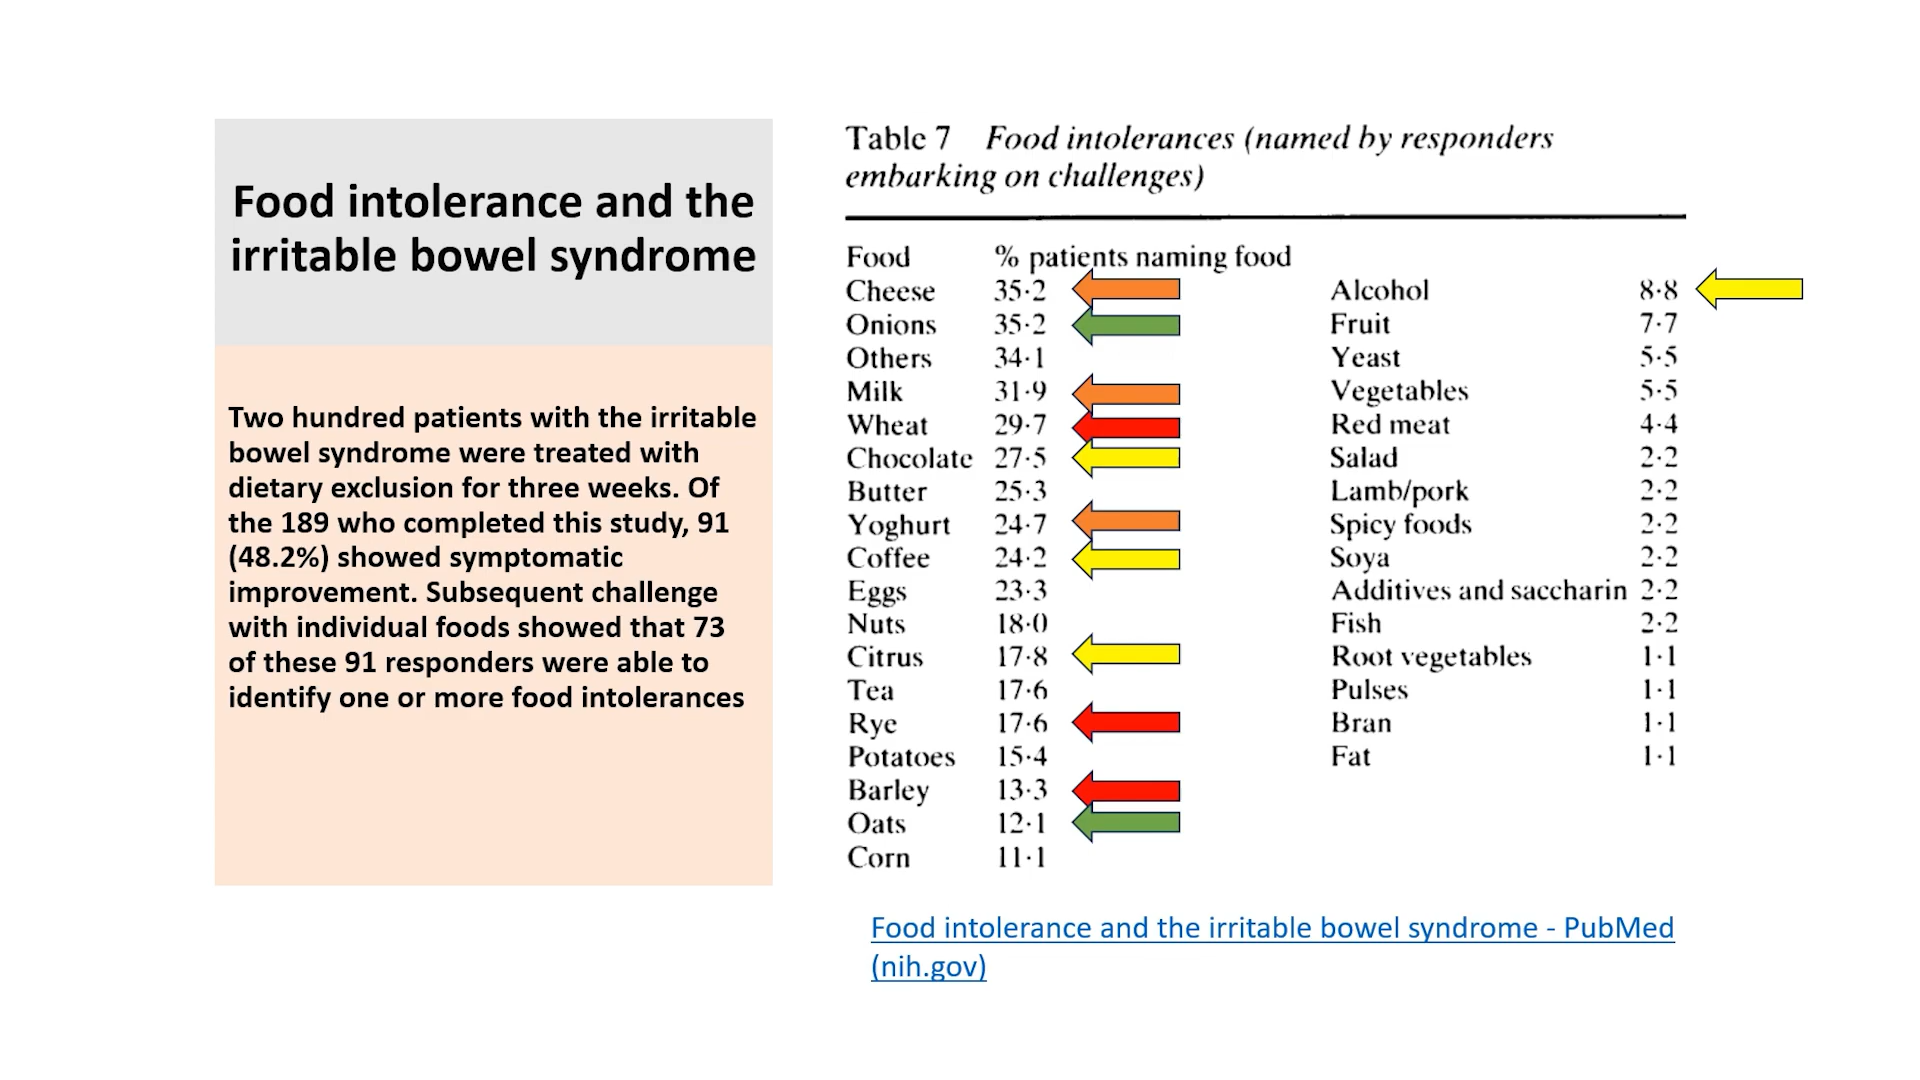 Food intolerance and the
irritable bowel syndrome
Two hundred patients with the irritable
bowel syndrome were treated with
dietary exclusion for three weeks. Of
the 189 who completed this study, 91
(48.2%) showed symptomatic
improvement. Subsequent challenge
with individual foods showed that 73
of these 91 responders were able to
identify one or more food intolerances
Table 7 Food intolerances (named by responders
embarking on challenges)
Food % patients naming food
Cheese 35·2
Onions 35·2
Others 34·1
Milk 31·9
Wheat 29·7
Chocolate 27·5
Butter 25·3
Yoghurt 24·7
Coffee 24·2
Eggs 23·3
Nuts 18·0
Citrus 17·8
Tea 17·6
Rye 17·6
Potatoes 15·4
Barley 13·3
Oats 12·1
Corn 11·1
Alcohol 8·8
Fruit 7·7
Yeast 5·5
Vegetables 5·5
Red meat 4·4
Salad 2·2
Lamb/pork 2·2
Spicy foods 2·2
Soya 2·2
Additives and saccharin 2·2
Fish 2·2
Root vegetables 1·1
Pulses 1·1
Bran 1·1
Fat 1·1
Food intolerance and the irritable bowel syndrome - PubMed
(nih.gov)